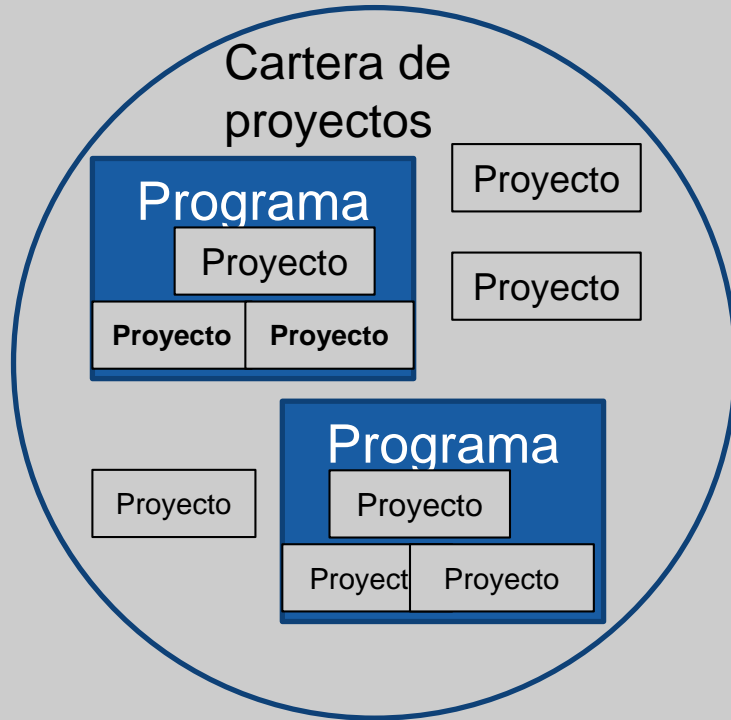 Cartera de
proyectos
Programa
Proyecto
Proyecto
Proyecto
Proyecto
Proyecto
Programa
Proyecto
Proyecto
Proyect
Proyecto